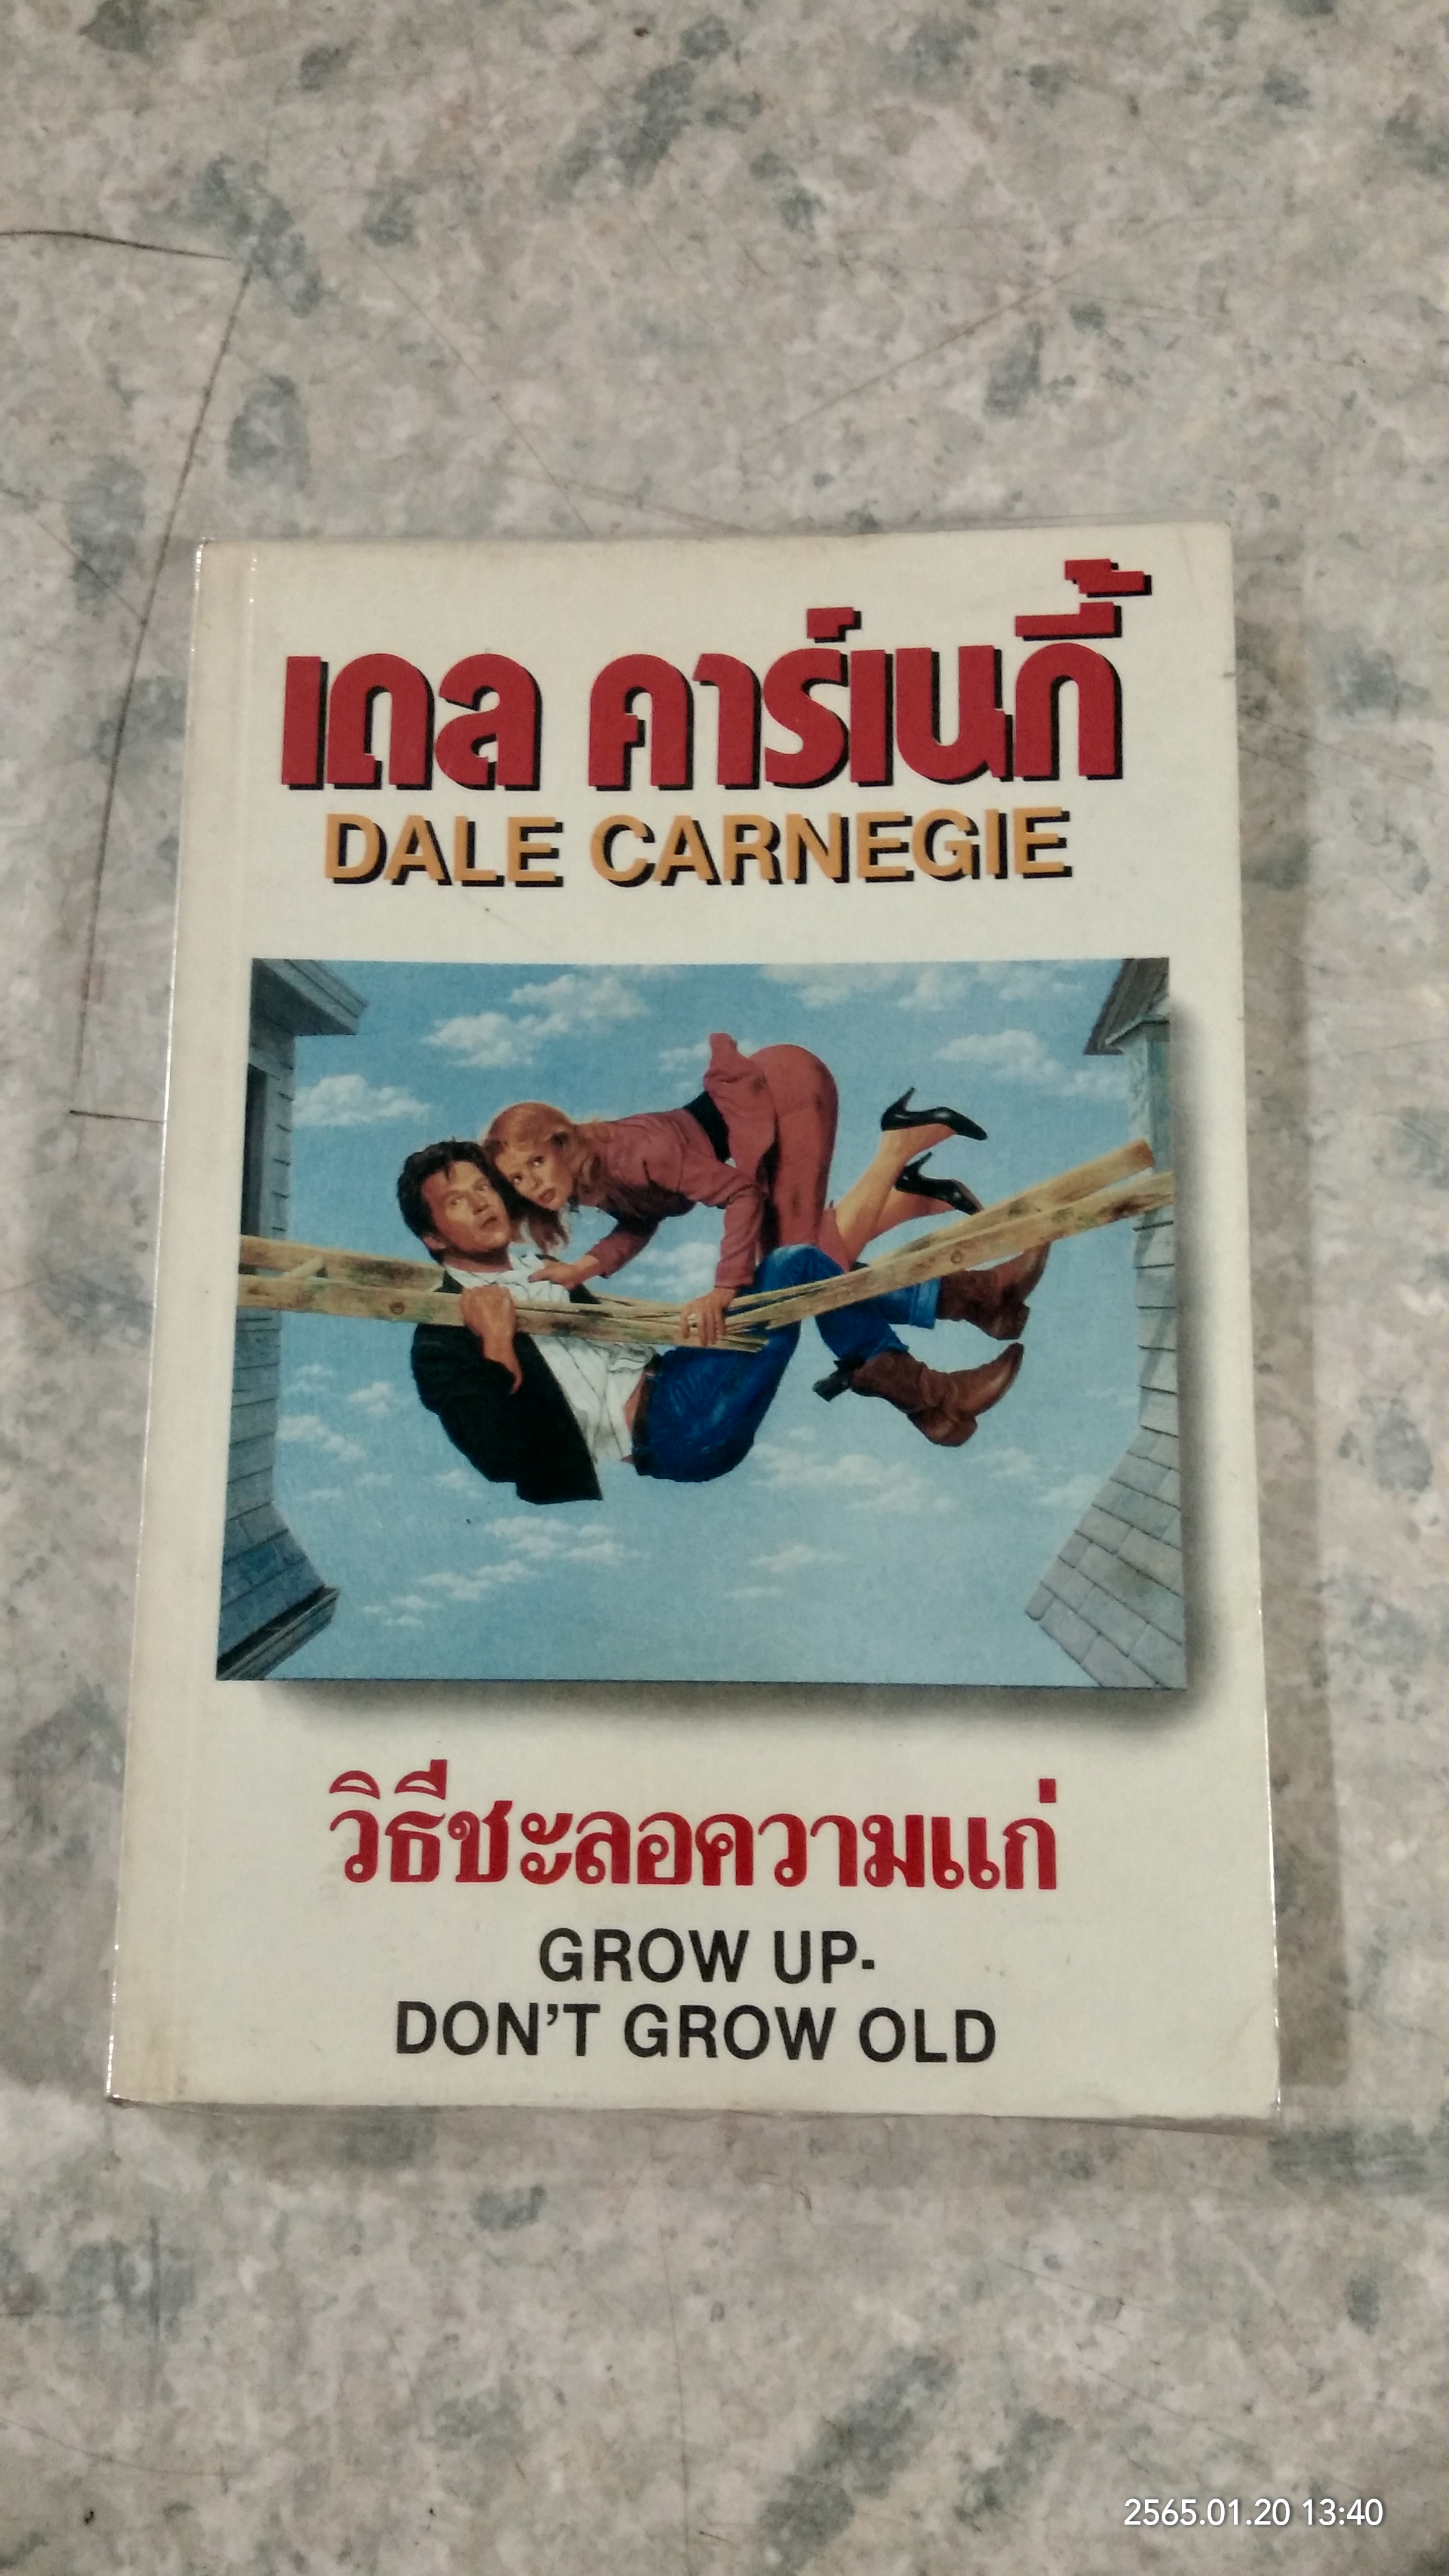 เดล คาร์เนกี้
DALE CARNEGIE
วิธีชะลอความแก่
GROW UP-
DON'T GROW OLD
2565.01.20 13:40